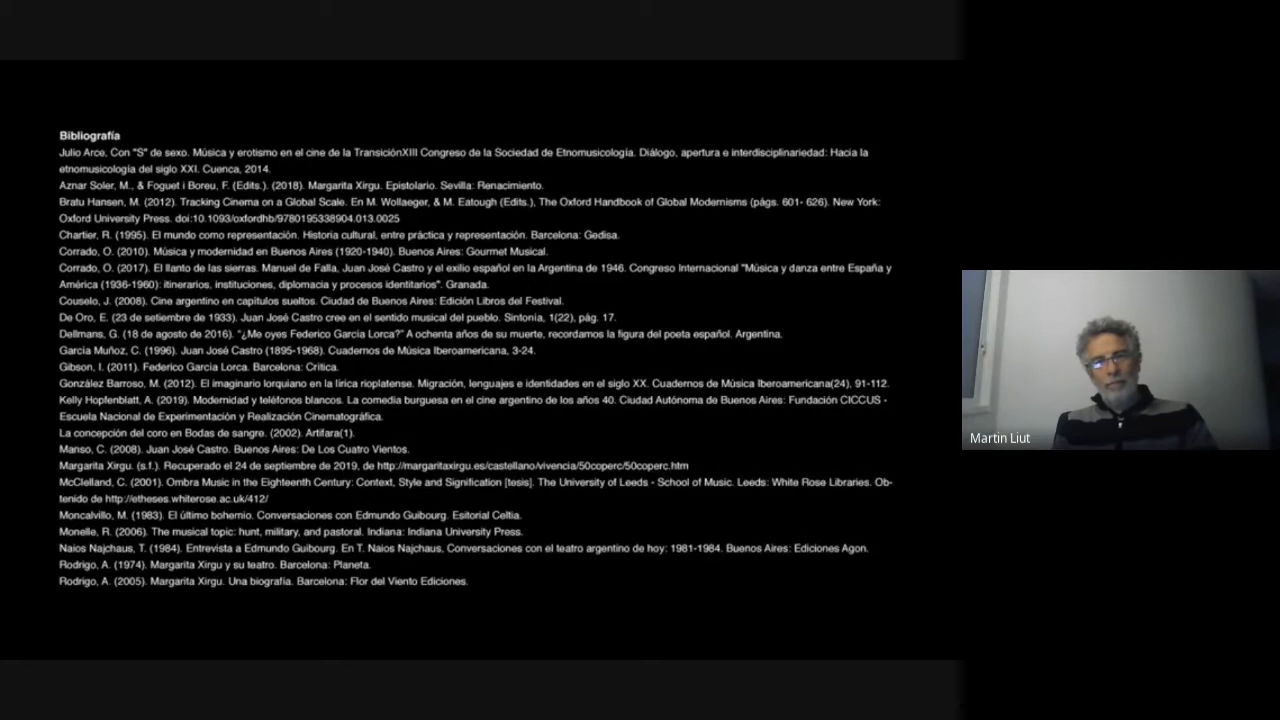 Bibliografía
Julio Arce, Con "S" de sexo. Música y erotismo en el cine de la TransiciónXIII Congreso de la Sociedad de Etnomusicología. Diálogo, apertura e interdisciplinariedad: Hacia la
etnomusicología del siglo XXI. Cuenca, 2014.
Aznar Soler, M., & Foguet i Boreu, F. (Edits.). (2018). Margarita Xirgu. Epistolario. Sevilla: Renacimiento.
Bratu Hansen, M. (2012). Tracking Cinema on a Global Scale. En M. Wollaeger, & M. Eatough (Edits.), The Oxford Handbook of Global Modernisms (págs. 601- 626). New York:
Oxford University Press. doi:10.1093/oxfordhb/9780195338904.013.0025
Chartier, R. (1995). El mundo como representación. Historia cultural, entre práctica y representación. Barcelona: Gedisa.
Corrado, O. (2010). Música y modernidad en Buenos Aires (1920-1940). Buenos Aires: Gourmet Musical.
Corrado, O. (2017). El llanto de las sierras. Manuel de Falla, Juan José Castro y el exilio español en la Argentina de 1946. Congreso Internacional "Música y danza entre España y
América (1936-1960): itinerarios, instituciones, diplomacia y procesos identitarios". Granada.
Couselo, J. (2008). Cine argentino en capítulos sueltos. Ciudad de Buenos Aires: Edición Libros del Festival.
De Oro, E. (23 de setiembre de 1933). Juan José Castro cree en el sentido musical del pueblo. Sintonía, 1(22), pág. 17.
Dellmans, G. (18 de agosto de 2016). "¿Me oyes Federico García Lorca?" A ochenta años de su muerte, recordamos la figura del poeta español. Argentina.
García Muñoz, C. (1996). Juan José Castro (1895-1968). Cuadernos de Música Iberoamericana, 3-24.
Gibson, I. (2011). Federico García Lorca. Barcelona: Crítica.
González Barroso, M. (2012). El imaginario lorquiano en la lírica rioplatense. Migración, lenguajes e identidades en el siglo XX. Cuadernos de Música Iberoamericana(24), 91-112.
Kelly Hopfenblatt, A. (2019). Modernidad y teléfonos blancos. La comedia burguesa en el cine argentino de los años 40. Ciudad Autónoma de Buenos Aires: Fundación CICCUS -
Escuela Nacional de Experimentación y Realización Cinematográfica.
La concepción del coro en Bodas de sangre. (2002). Artifara(1).
Manso, C. (2008). Juan José Castro. Buenos Aires: De Los Cuatro Vientos.
Margarita Xirgu. (s.f.). Recuperado el 24 de septiembre de 2019, de http://margaritaxirgu.es/castellano/vivencia/50coperc/50coperc.htm
McClelland, C. (2001). Ombra Music in the Eighteenth Century: Context, Style and Signification [tesis]. The University of Leeds - School of Music. Leeds: White Rose Libraries. Ob-
tenido de http://etheses.whiterose.ac.uk/412/
Moncalvillo, M. (1983). El último bohemio. Conversaciones con Edmundo Guibourg. Esitorial Celtia.
Monelle, R. (2006). The musical topic: hunt, military, and pastoral. Indiana: Indiana University Press.
Naios Najchaus, T. (1984). Entrevista a Edmundo Guibourg. En T. Naios Najchaus, Conversaciones con el teatro argentino de hoy: 1981-1984. Buenos Aires: Ediciones Agon.
Rodrigo, A. (1974). Margarita Xirgu y su teatro. Barcelona: Planeta.
Rodrigo, A. (2005). Margarita Xirgu. Una biografía. Barcelona: Flor del Viento Ediciones.
Martin Liut